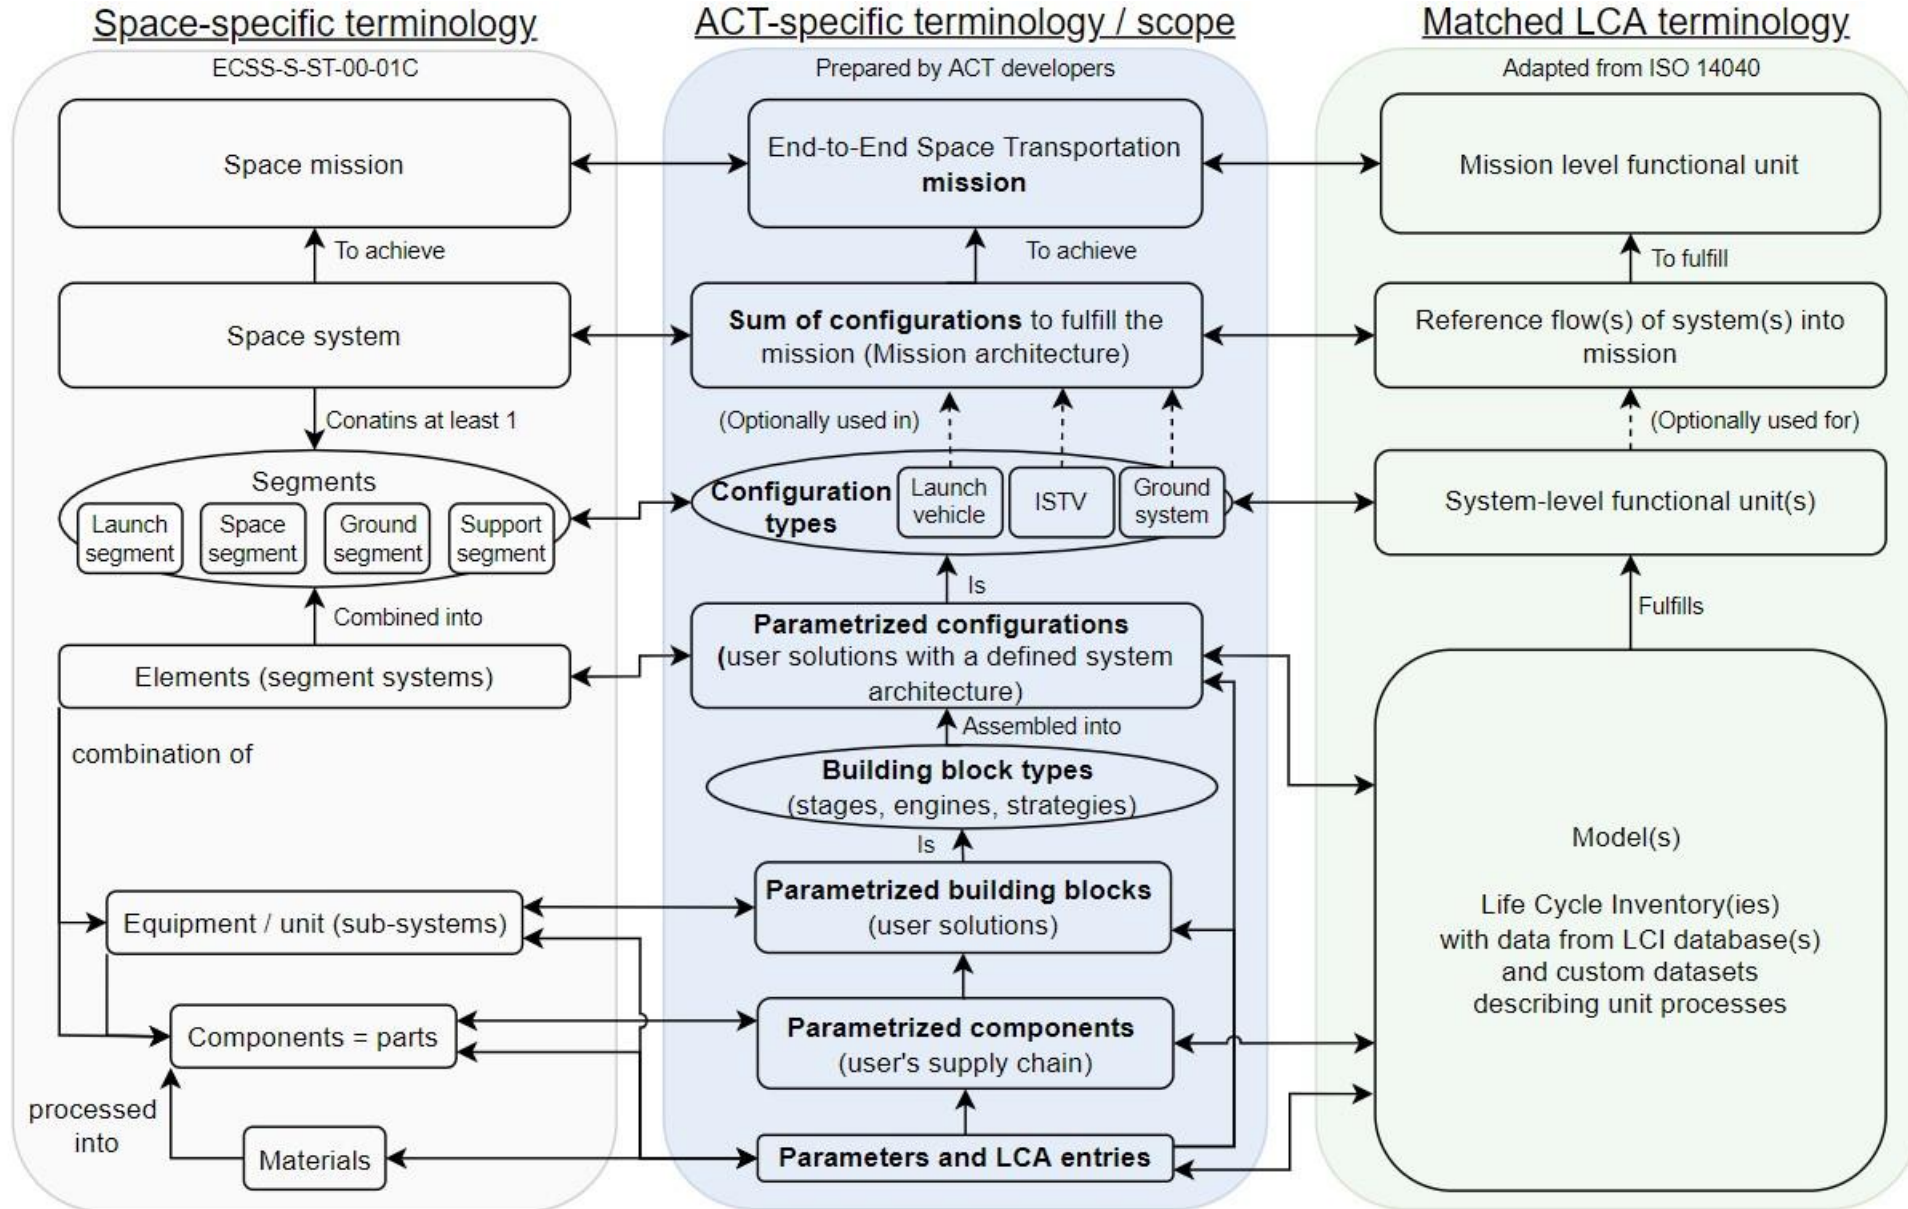 Space-specific terminology
ECSS-S-ST-00-01C
Space mission
To achieve
Space system
Conatins at least 1
Segments
Launch
segment
Space
segment
Ground
segment
Support
segment
Combined into
Elements (segment systems)
combination of
Equipment / unit (sub-systems)
Components = parts
processed
into
Materials
ACT-specific terminology / scope
Prepared by ACT developers
End-to-End Space Transportation
mission
To achieve
Sum of configurations to fulfill the
mission (Mission architecture)
(Optionally used in)
Configuration
types
Launch
vehicle
ISTV
Ground
system
Is
Parametrized configurations
(user solutions with a defined system
architecture)
Assembled into
Building block types
(stages, engines, strategies)
Is
Parametrized building blocks
(user solutions)
Parametrized components
(user's supply chain)
Parameters and LCA entries
Matched LCA terminology
Adapted from ISO 14040
Mission level functional unit
To fulfill
Reference flow(s) of system(s) into
mission
(Optionally used for)
System-level functional unit(s)
Fulfills
Model(s)
Life Cycle Inventory(ies)
with data from LCI database(s)
and custom datasets
describing unit processes